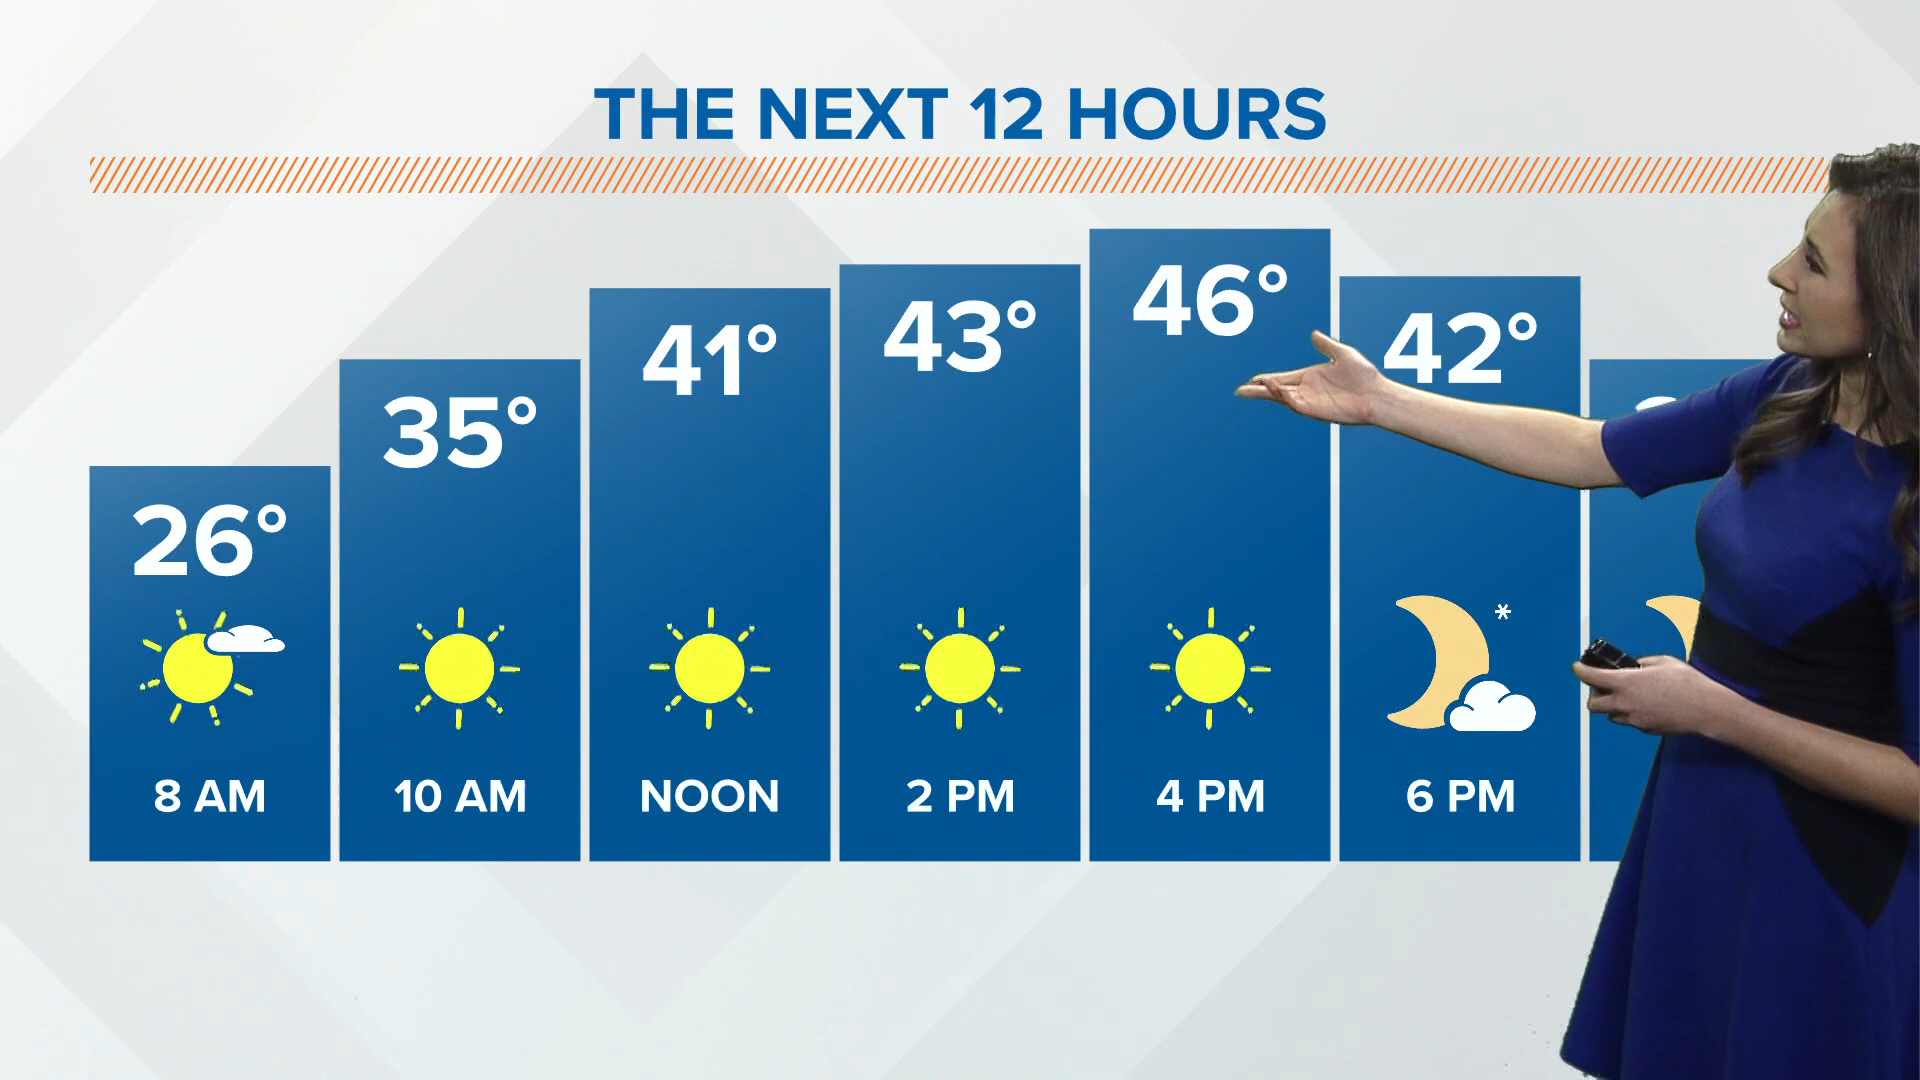 THE NEXT 12 HOURS
26° 35° 41° 43° 46° 42°
8 AM 10 AM NOON 2 PM 4 PM 6 PM